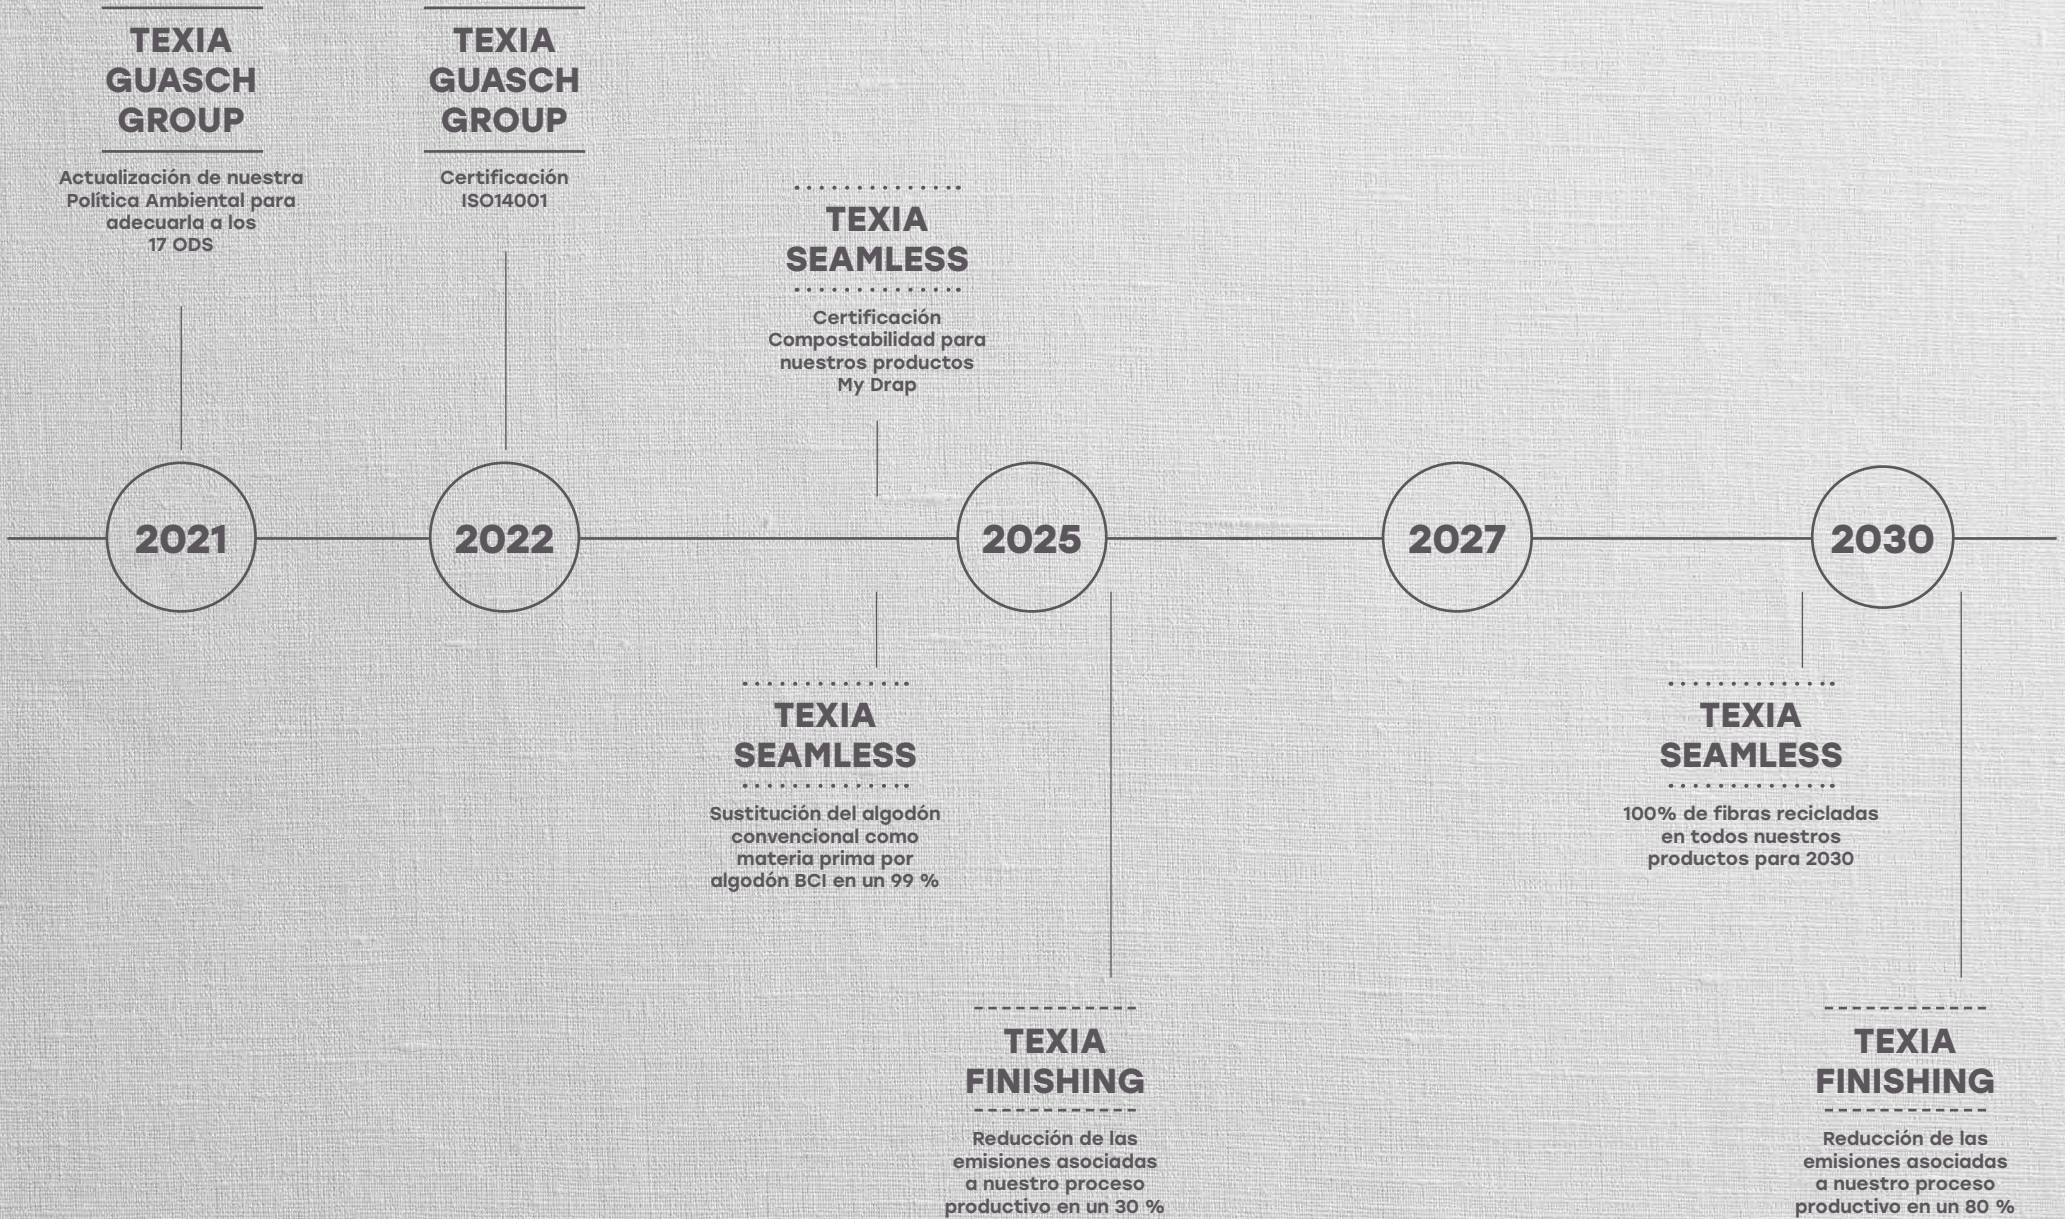 TEXIA
GUASCH
GROUP
Actualización de nuestra
Política Ambiental para
adecuarla a los
17 ODS
TEXIA
GUASCH
GROUP
Certificación
ISO14001
TEXIA
SEAMLESS
Certificación
Compostabilidad para
nuestros productos
My Drap
2021
2022
2025
2027
2030
TEXIA
SEAMLESS
Sustitución del algodón
convencional como
materia prima por
algodón BCI en un 99 %
TEXIA
SEAMLESS
100% de fibras recicladas
en todos nuestros
productos para 2030
TEXIA
FINISHING
Reducción de las
emisiones asociadas
a nuestro proceso
productivo en un 30 %
TEXIA
FINISHING
Reducción de las
emisiones asociadas
a nuestro proceso
productivo en un 80 %